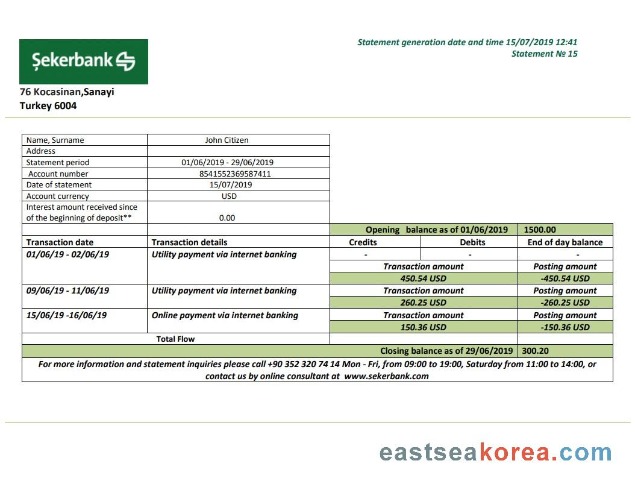 Statement generation date and time 15/07/2019 12:41
Statement № 15
Şekerbank
76 Kocasinan,Sanayi
Turkey 6004
Name, Surname John Citizen
Address
Statement period 01/06/2019 - 29/06/2019
Account number 8541552369587411
Date of statement 15/07/2019
Account currency USD
Interest amount received since
of the beginning of deposit** 0.00
Opening balance as of 01/06/2019 1500.00
Transaction date Transaction details Credits Debits End of day balance
01/06/19 - 02/06/19 Utility payment via internet banking - - -
Transaction amount Posting amount
450.54 USD -450.54 USD
09/06/19 - 11/06/19 Utility payment via internet banking Transaction amount Posting amount
260.25 USD -260.25 USD
15/06/19 -16/06/19 Online payment via internet banking Transaction amount Posting amount
150.36 USD -150.36 USD
Total Flow
Closing balance as of 29/06/2019 300.20
For more information and statement inquiries please call +90 352 320 74 14 Mon - Fri, from 09:00 to 19:00, Saturday from 11:00 to 14:00, or
contact us by online consultant at www.sekerbank.com
eastseakorea.com